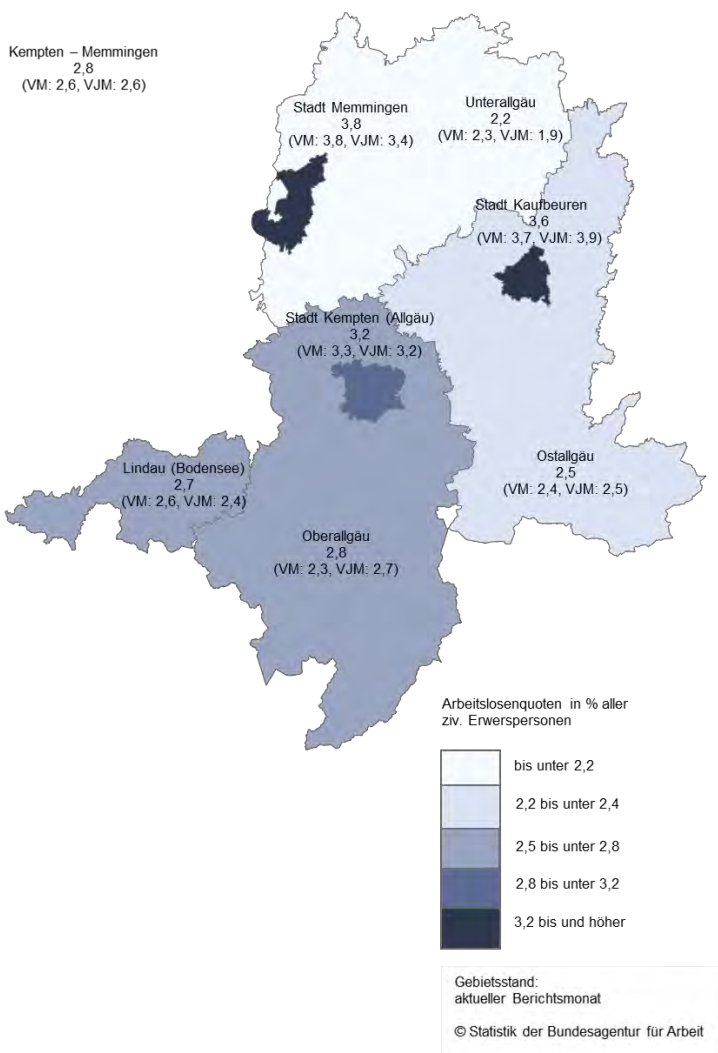 Kempten – Memmingen
2,8
(VM: 2,6, VJM: 2,6)
Stadt Memmingen
3,8
(VM: 3,8, VJM: 3,4)
Unterallgäu
2,2
(VM: 2,3, VJM: 1,9)
Stadt Kaufbeuren
3,6
(VM: 3,7, VJM: 3,9)
Stadt Kempten (Allgäu)
3,2
(VM: 3,3, VJM: 3,2)
Lindau (Bodensee)
2,7
(VM: 2,6, VJM: 2,4)
Ostallgäu
2,5
(VM: 2,4, VJM: 2,5)
Oberallgäu
2,8
(VM: 2,3, VJM: 2,7)
Arbeitslosenquoten in % aller
ziv. Erwerspersonen
bis unter 2,2
2,2 bis unter 2,4
2,5 bis unter 2,8
2,8 bis unter 3,2
3,2 bis und höher
Gebietsstand:
aktueller Berichtsmonat
© Statistik der Bundesagentur für Arbeit